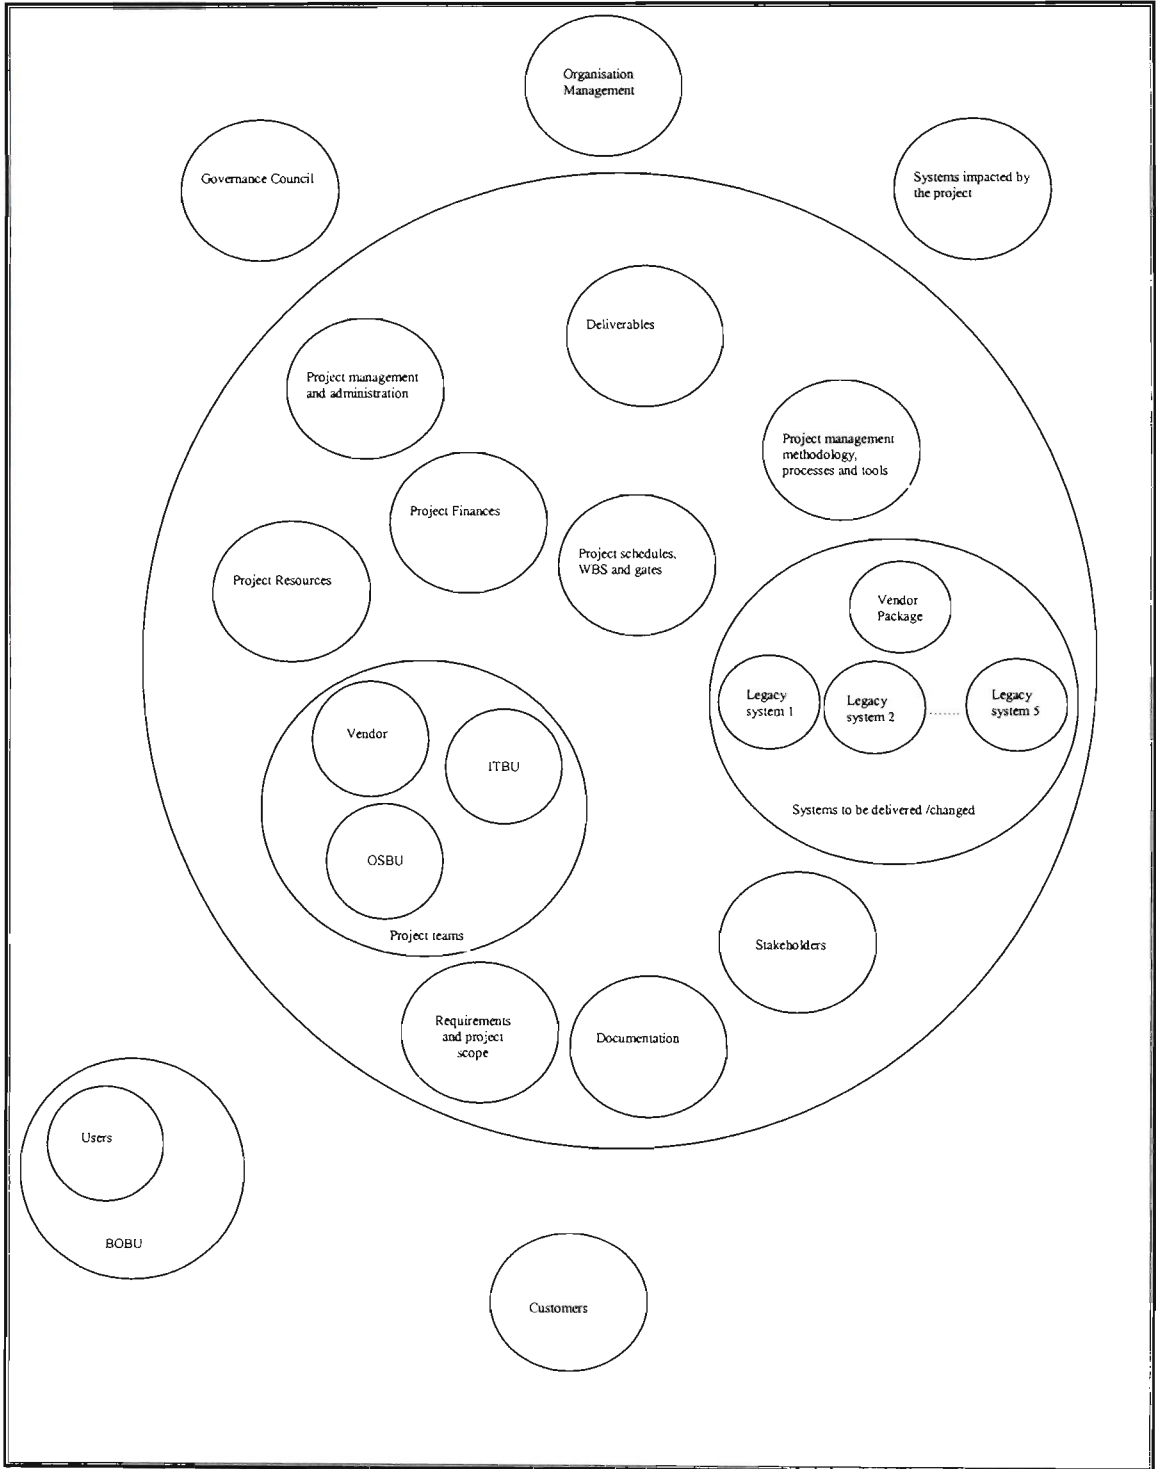 Organisation
Management
Governance Council
Systems impacted by
the project
Deliverables
Project management
and administration
Project management
methodology,
processes and tools
Project Finances
Project schedules,
WBS and gates
Project Resources
Vendor
Package
Legacy
system 1
Legacy
system 2
........
Legacy
system 5
Systems to be delivered /changed
Vendor
ITBU
OSBU
Project teams
Stakeholders
Requirements
and project
scope
Documentation
Users
BOBU
Customers